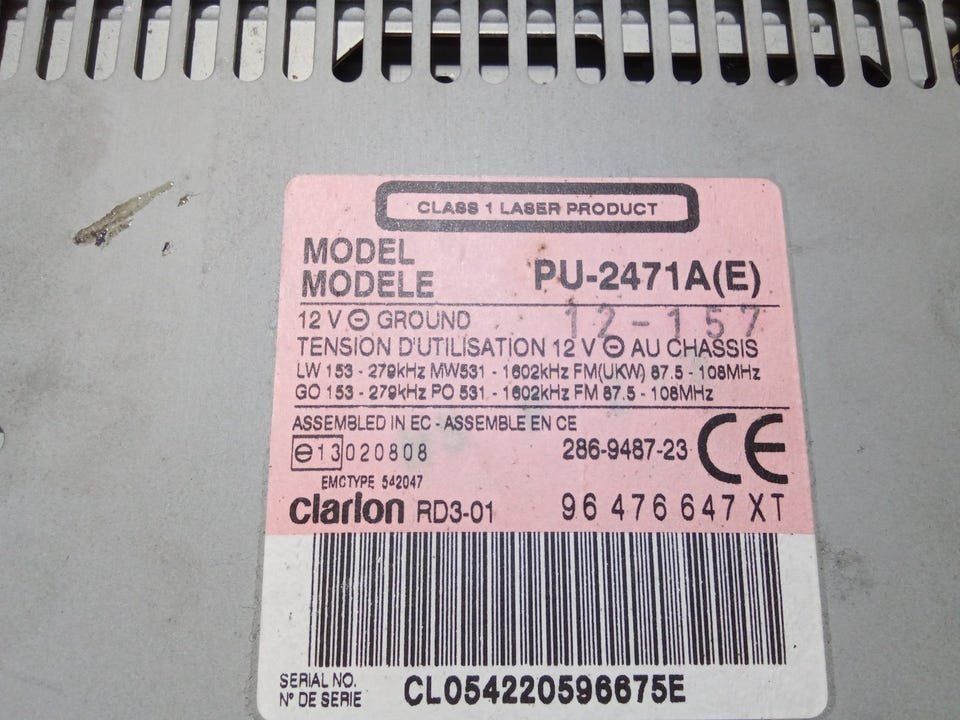 CLASS 1 LASER PRODUCT
MODEL
MODELE PU-2471A(E)
12 V ⊖ GROUND 12-157
TENSION D'UTILISATION 12 V ⊖ AU CHASSIS
LW 153 - 279kHz MW531 - 1602kHz FM(UKW) 87.5 - 108MHz
GO 153 - 279kHz PO 531 - 1602kHz FM 87.5 - 108MHz
ASSEMBLED IN EC - ASSEMBLE EN CE
e13 020808 286-9487-23 CE
EMCTYPE 542047
clarion RD3-01 96 476 647 XT
SERIAL NO.
N° DE SERIE CL054220596675E